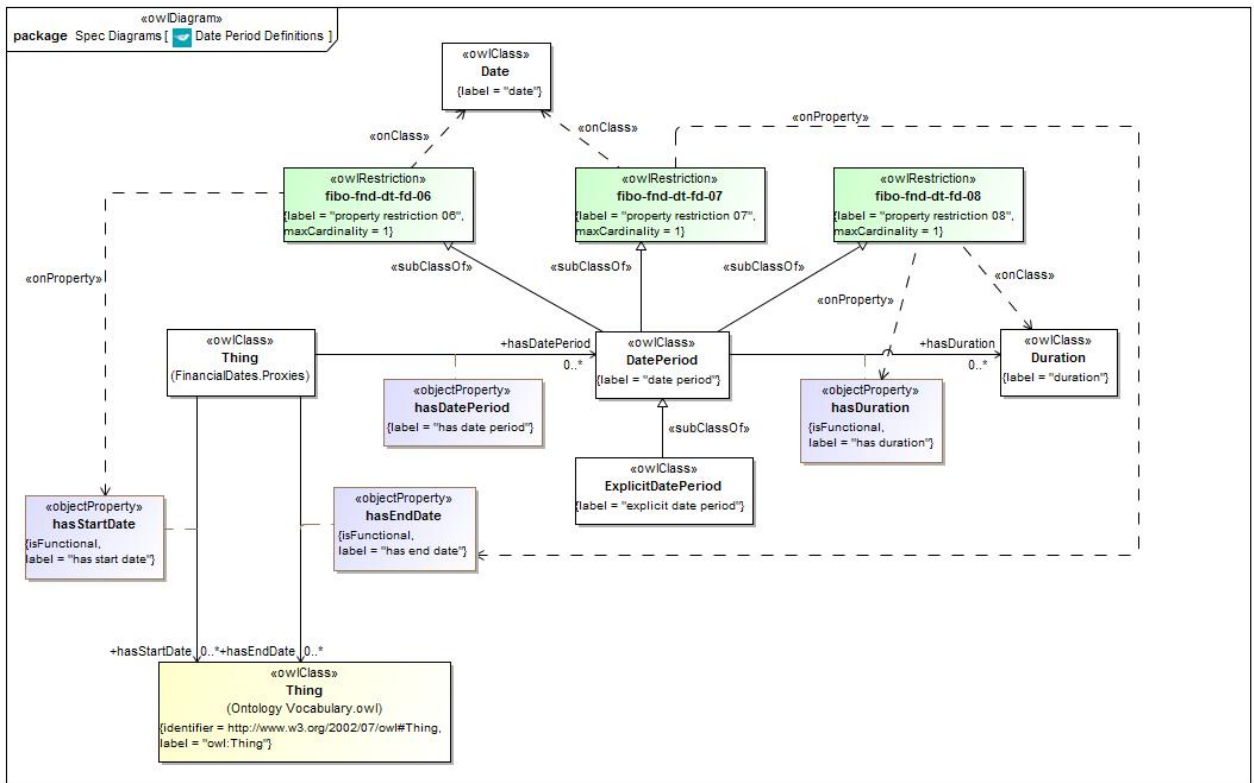 «owlDiagram»
package Spec Diagrams [ Date Period Definitions ]
«owlClass»
Date
{label = "date"}
«onClass»
«onClass»
«onProperty»
«owlRestriction»
fibo-fnd-dt-fd-06
{label = "property restriction 06",
maxCardinality = 1}
«owlRestriction»
fibo-fnd-dt-fd-07
{label = "property restriction 07",
maxCardinality = 1}
«owlRestriction»
fibo-fnd-dt-fd-08
{label = "property restriction 08",
maxCardinality = 1}
«onProperty»
«subClassOf»
«subClassOf»
«subClassOf»
«onProperty»
«onClass»
«owlClass»
Thing
(FinancialDates.Proxies)
+hasDatePeriod
0..*
«owlClass»
DatePeriod
{label = "date period"}
+hasDuration
0..*
«owlClass»
Duration
{label = "duration"}
«objectProperty»
hasDatePeriod
{label = "has date period"}
«objectProperty»
hasDuration
{isFunctional,
label = "has duration"}
«subClassOf»
«owlClass»
ExplicitDatePeriod
{label = "explicit date period"}
«objectProperty»
hasStartDate
{isFunctional,
label = "has start date"}
«objectProperty»
hasEndDate
{isFunctional,
label = "has end date"}
+hasStartDate 0..*
+hasEndDate 0..*
«owlClass»
Thing
(Ontology Vocabulary.owl)
{identifier = http://www.w3.org/2002/07/owl#Thing,
label = "owl:Thing"}